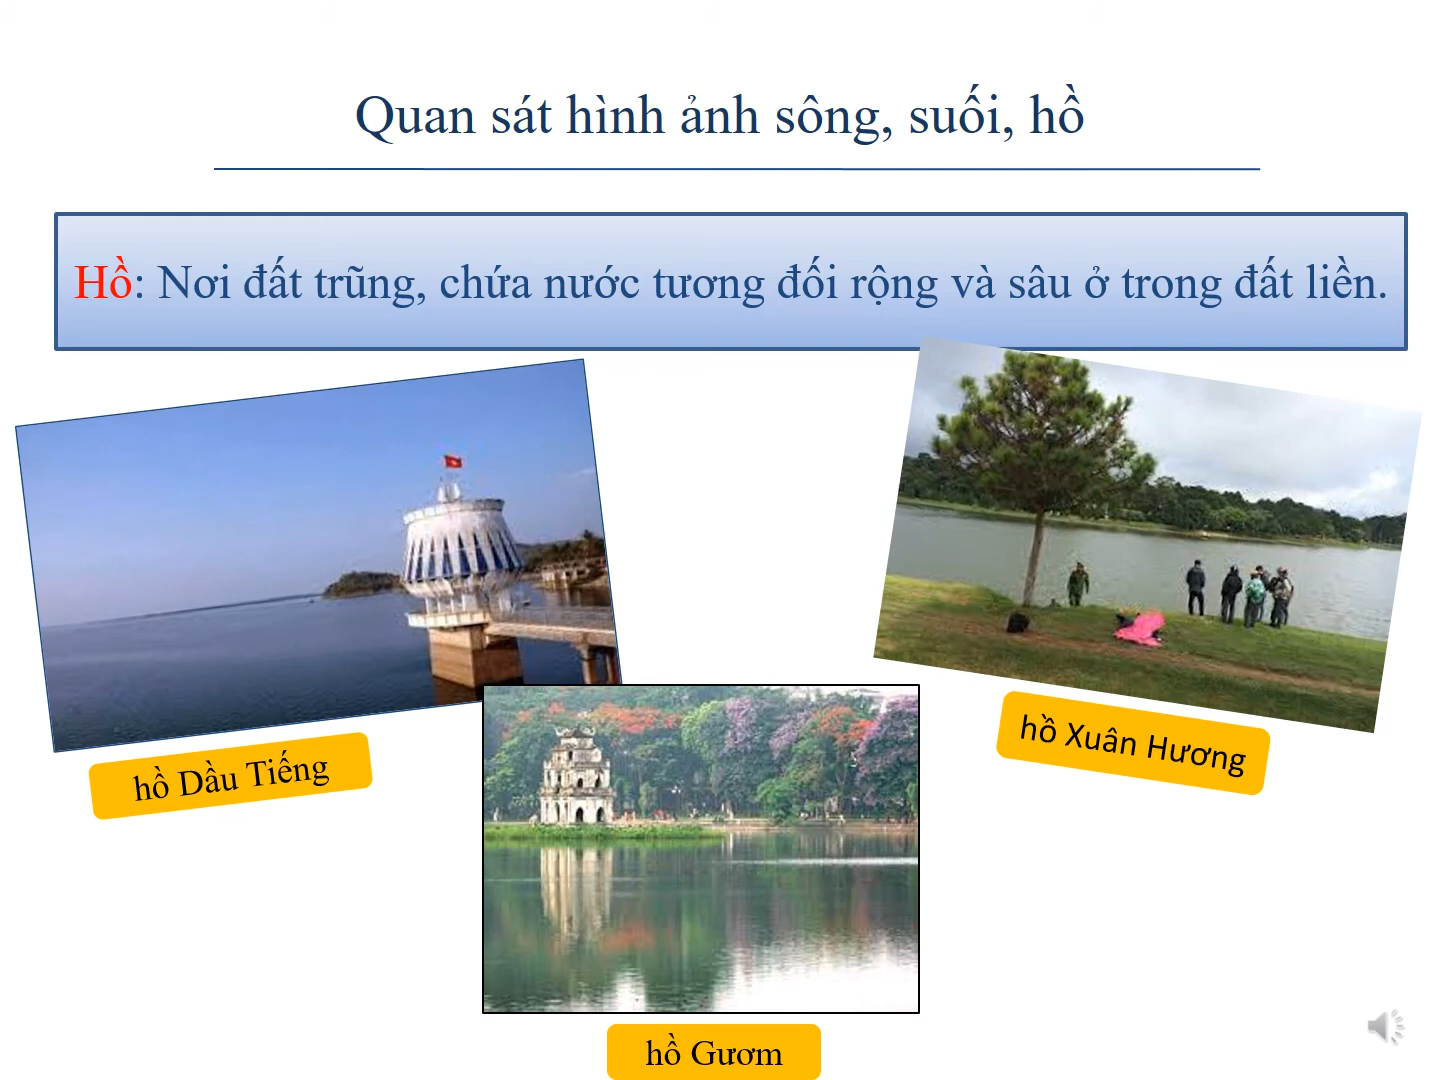 Quan sát hình ảnh sông, suối, hồ
Hồ: Nơi đất trũng, chứa nước tương đối rộng và sâu ở trong đất liền.
hồ Dầu Tiếng
hồ Xuân Hương
hồ Gươm